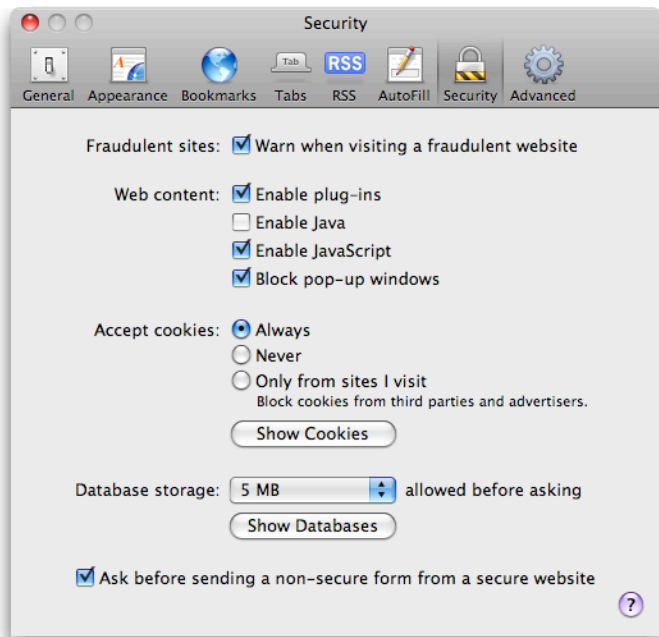 Security
Tab
RSS
General Appearance Bookmarks Tabs RSS AutoFill Security Advanced
Fraudulent sites: Warn when visiting a fraudulent website
Web content: Enable plug-ins
Enable Java
Enable JavaScript
Block pop-up windows
Accept cookies: Always
Never
Only from sites I visit
Block cookies from third parties and advertisers.
Show Cookies
Database storage: 5 MB allowed before asking
Show Databases
Ask before sending a non-secure form from a secure website
?